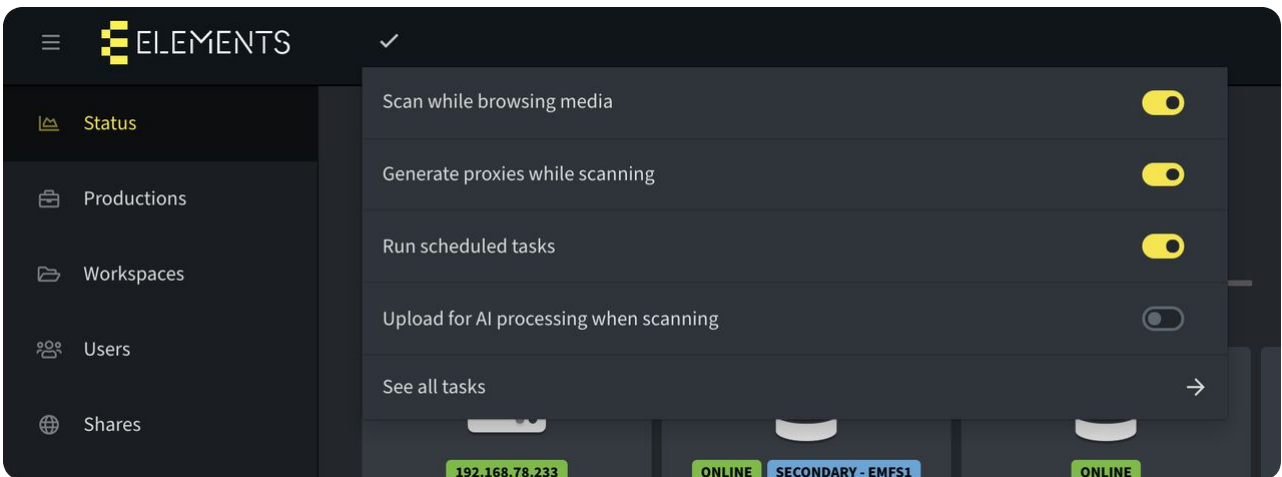 ELEMENTS
Status
Productions
Workspaces
Users
Shares
Scan while browsing media
Generate proxies while scanning
Run scheduled tasks
Upload for AI processing when scanning
See all tasks
192.168.78.233
ONLINE SECONDARY - EMFS1
ONLINE